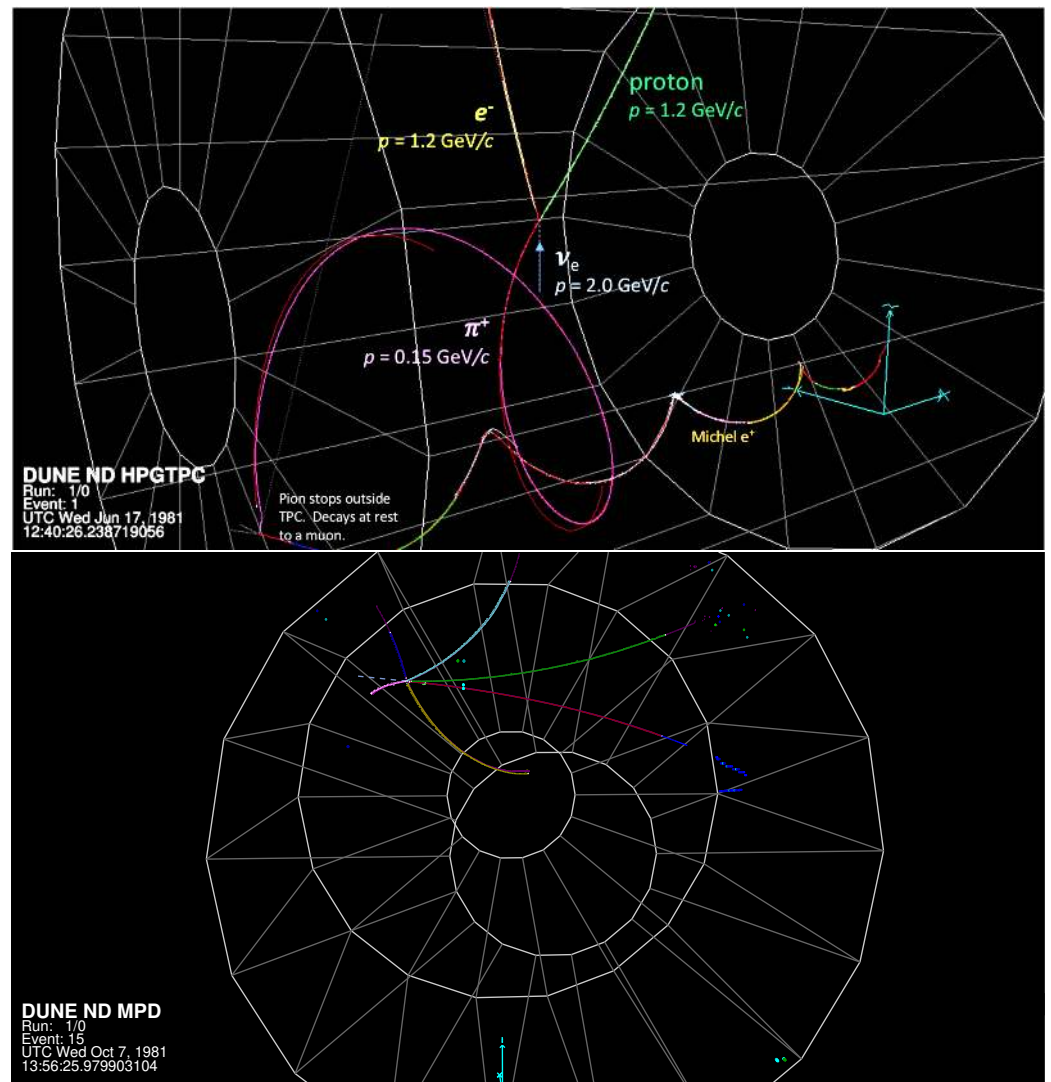 e-
p = 1.2 GeV/c
proton
p = 1.2 GeV/c
νe
p = 2.0 GeV/c
π+
p = 0.15 GeV/c
Michel e+
DUNE ND HPGTPC
Run: 1/0
Event: 1
UTC Wed Jun 17, 1981
12:40:26.238719056
Pion stops outside
TPC. Decays at rest
to a muon.
DUNE ND MPD
Run: 1/0
Event: 15
UTC Wed Oct 7, 1981
13:56:25.979903104